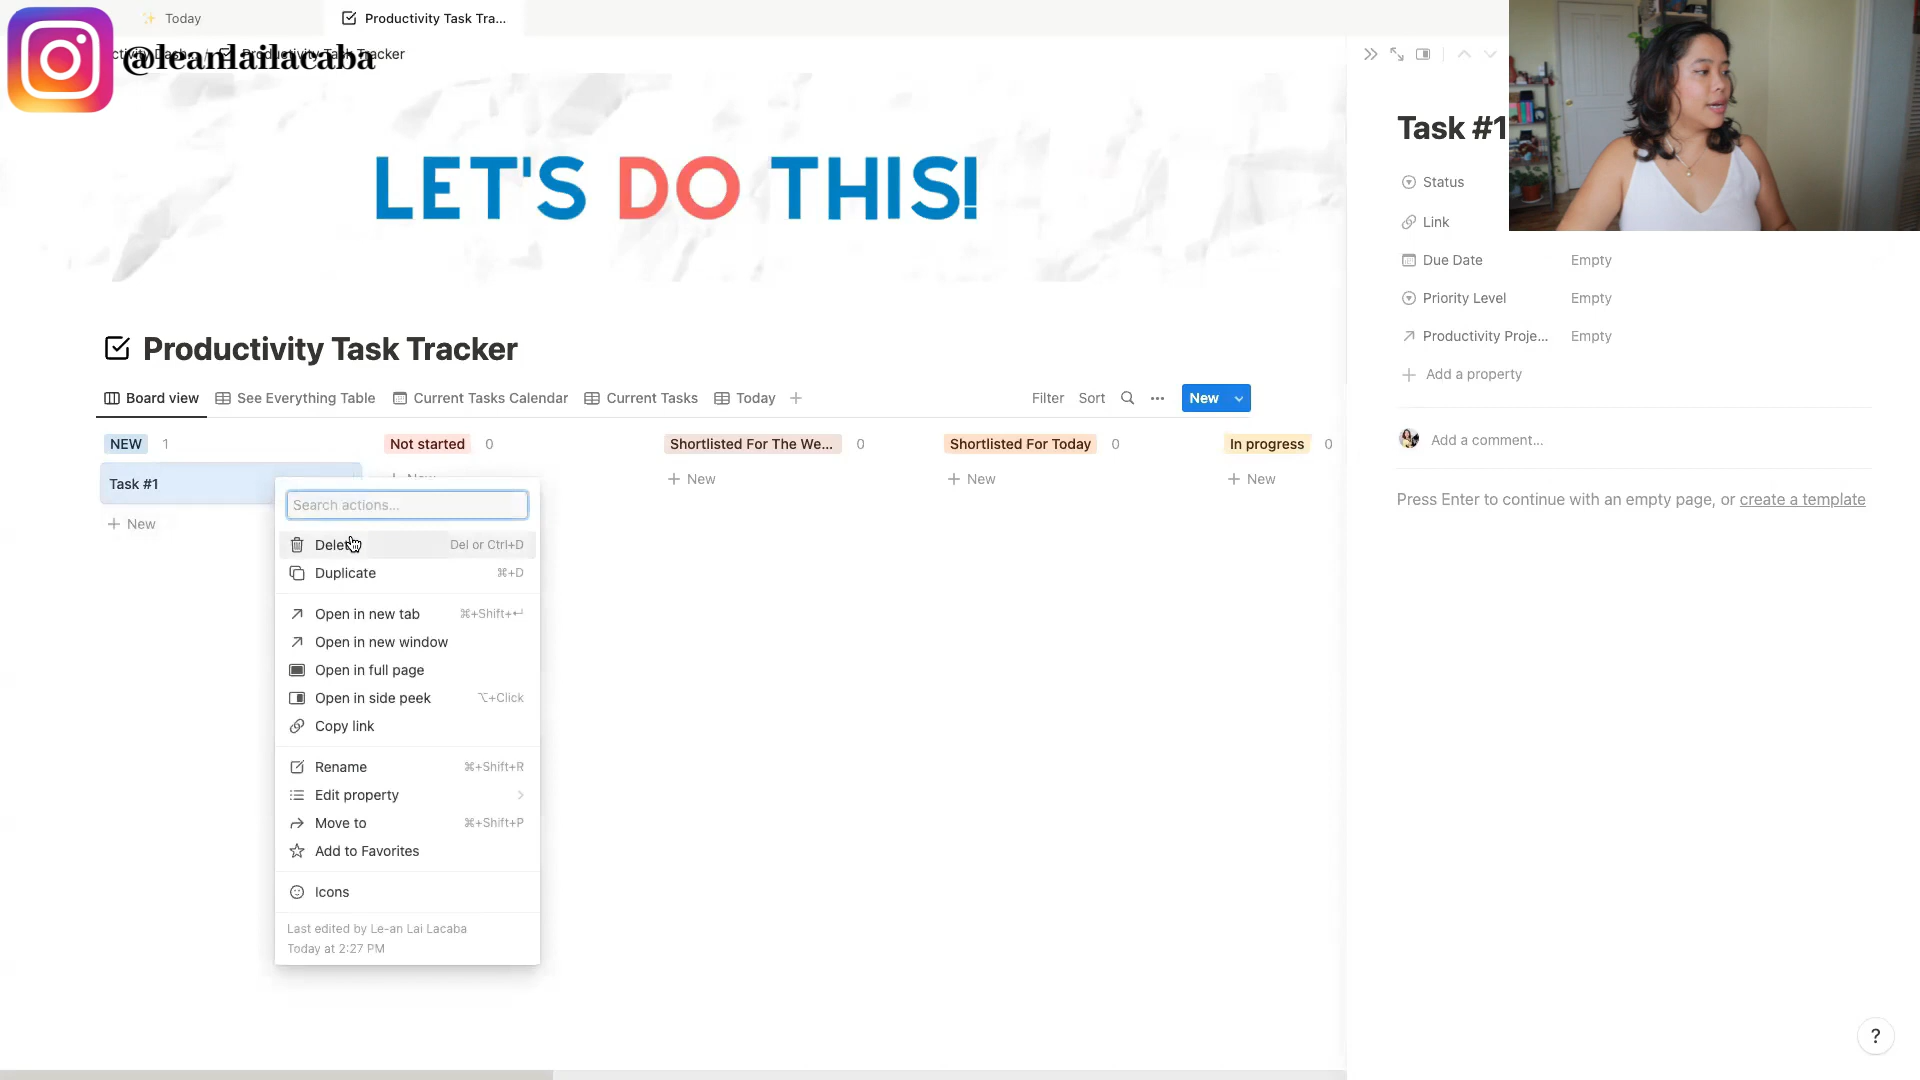 Today
Productivity Task Tra...
@leanlailacaba
Productivity Task Tracker
LET'S DO THIS!
Productivity Task Tracker
Board view
See Everything Table
Current Tasks Calendar
Current Tasks
Today
Filter
Sort
New
NEW 1
Not started 0
Shortlisted For The We... 0
Shortlisted For Today 0
In progress 0
Task #1
New
New
New
New
Search actions...
Delete Del or Ctrl+D
Duplicate ⌘+D
Open in new tab ⌘+Shift+↵
Open in new window
Open in full page
Open in side peek ⌥+Click
Copy link
Rename ⌘+Shift+R
Edit property
Move to ⌘+Shift+P
Add to Favorites
Icons
Last edited by Le-an Lai Lacaba
Today at 2:27 PM
Task #1
Status
Link
Due Date Empty
Priority Level Empty
Productivity Proje... Empty
Add a property
Add a comment...
Press Enter to continue with an empty page, or create a template
?